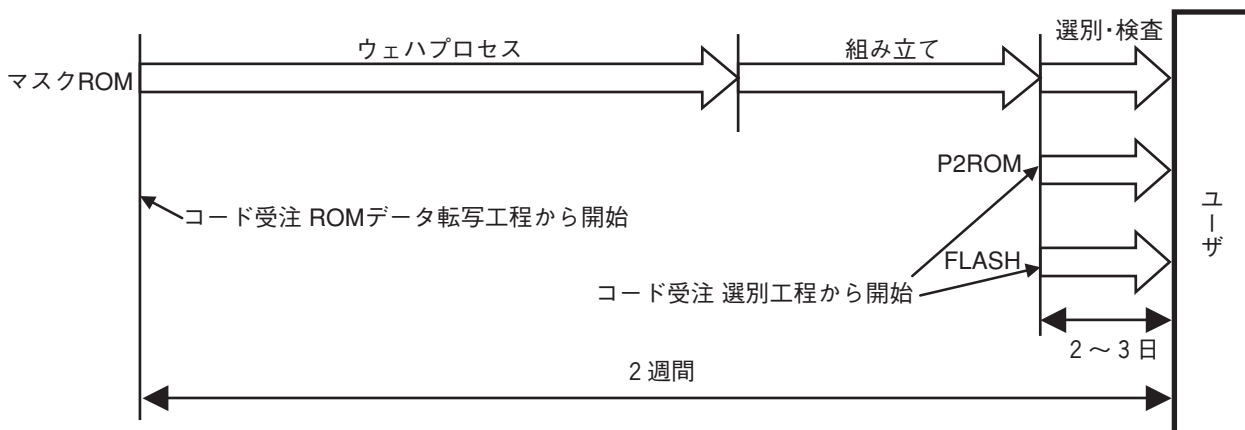 ウェハプロセス
組み立て
選別・検査
マスクROM
P2ROM
コード受注 ROMデータ転写工程から開始
FLASH
コード受注 選別工程から開始
ユーザ
2～3日
2週間